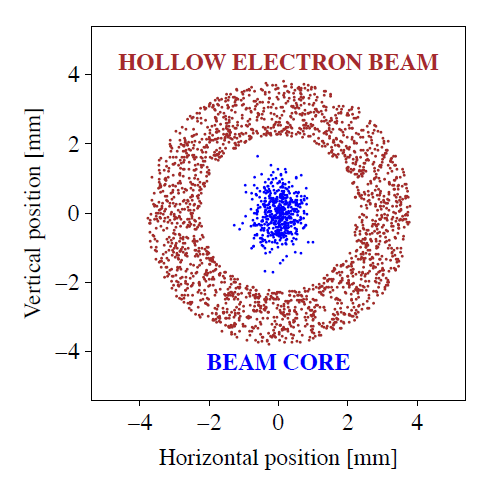 HOLLOW ELECTRON BEAM
4
2
0
−2
−4
Vertical position [mm]
BEAM CORE
−4 −2 0 2 4
Horizontal position [mm]